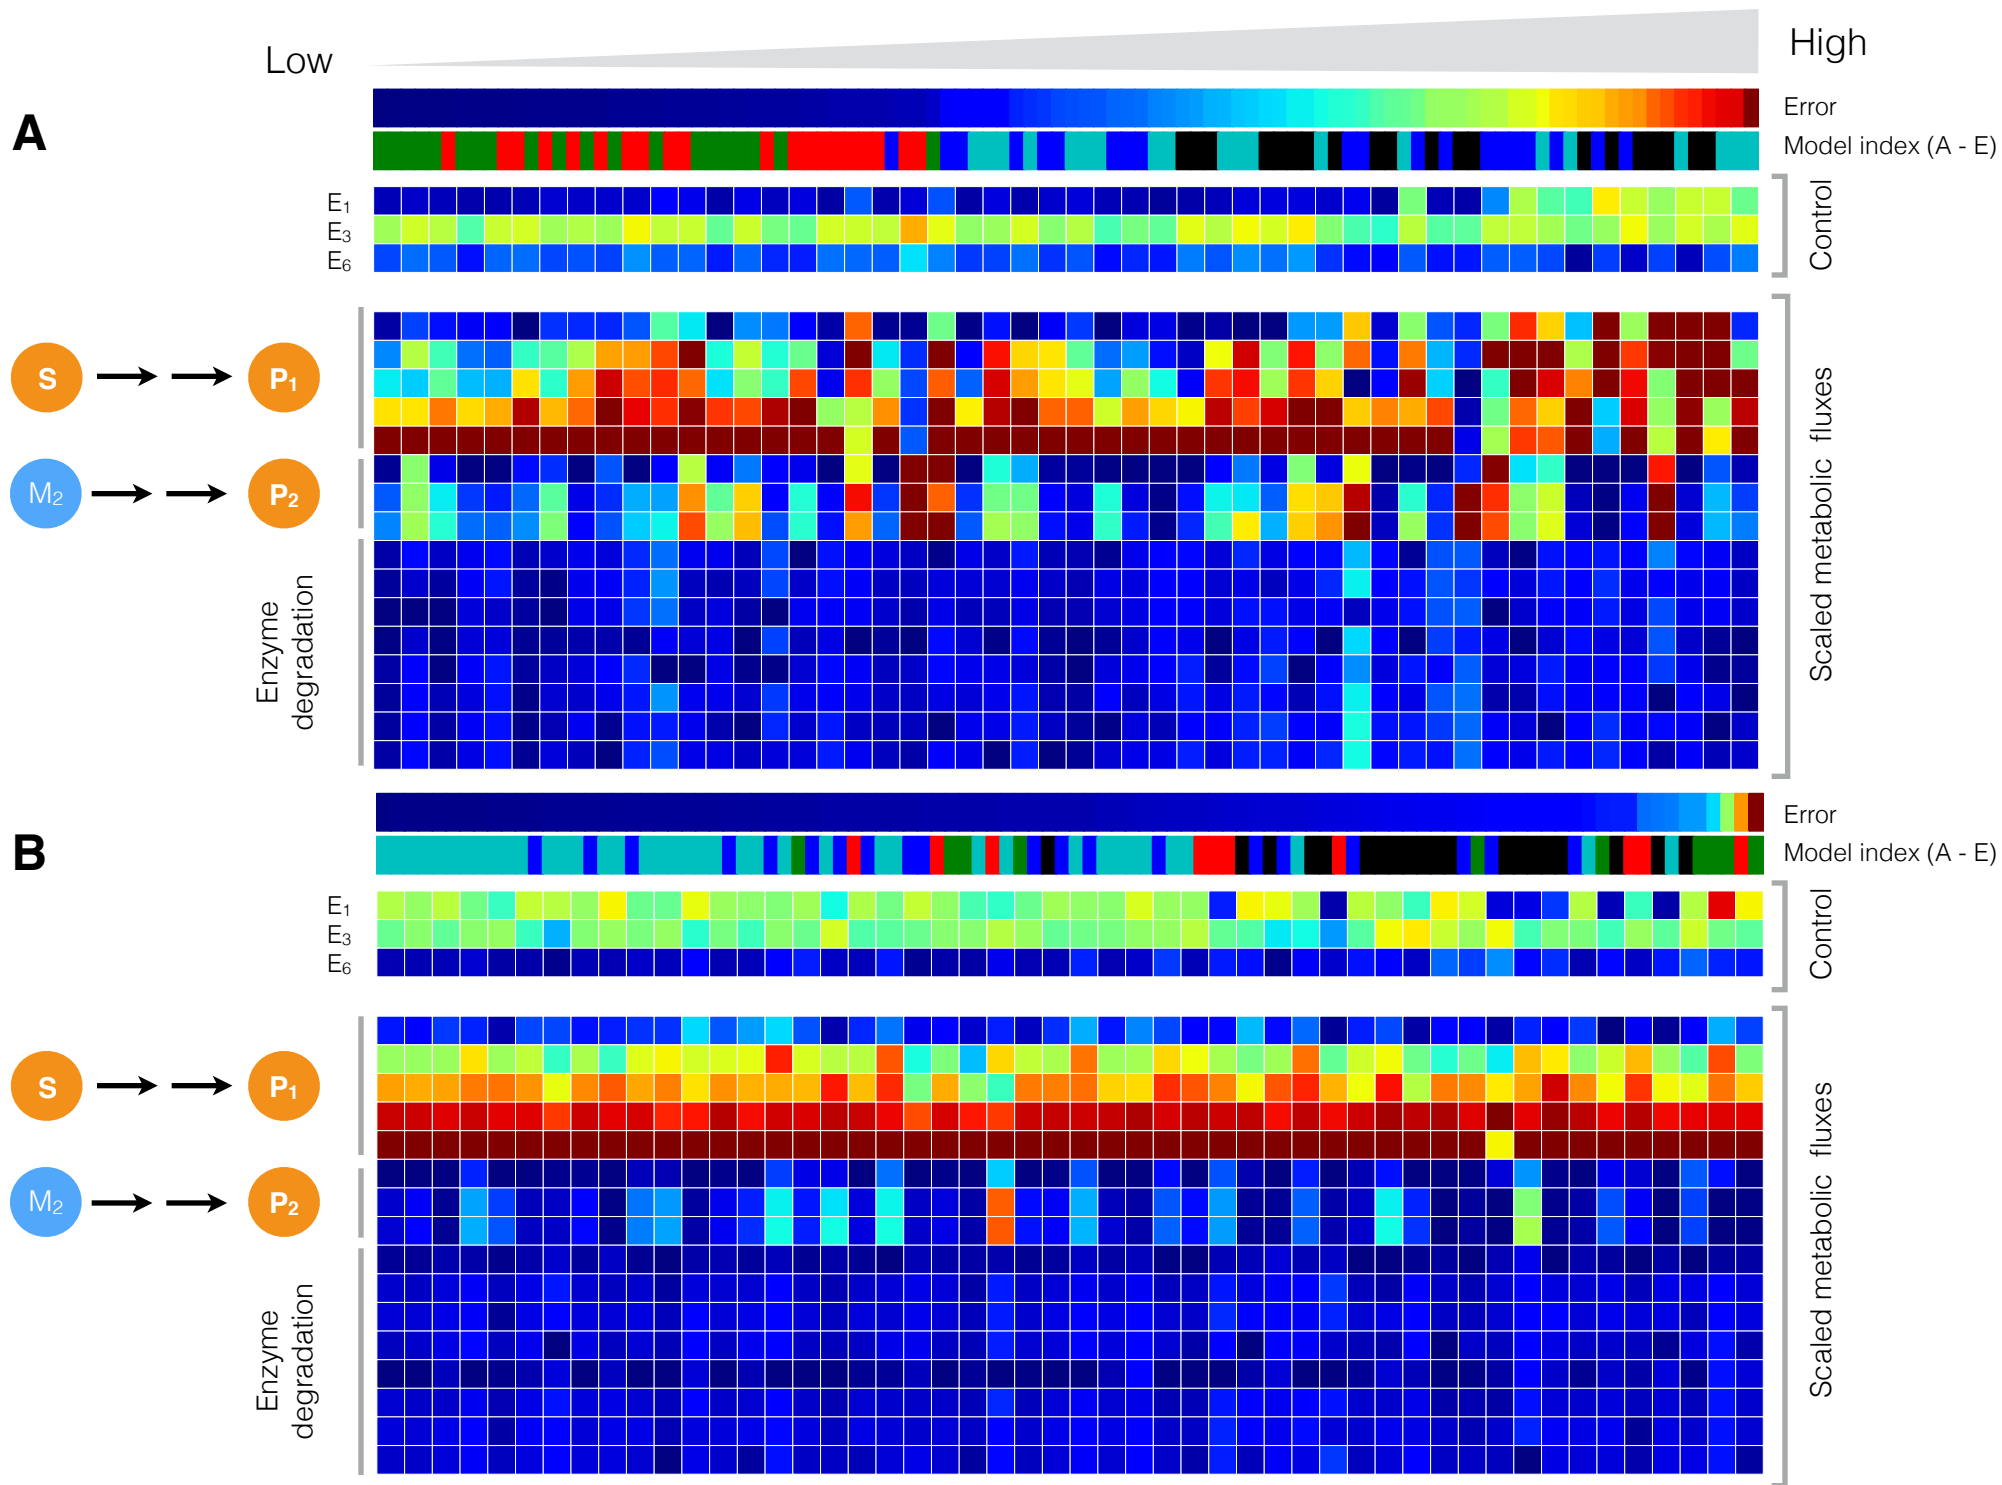 Low
High
A
Error
Model index (A - E)
E1
E3
E6
Control
S
P1
M2
P2
Enzyme
degradation
Scaled metabolic fluxes
B
Error
Model index (A - E)
E1
E3
E6
Control
S
P1
M2
P2
Enzyme
degradation
Scaled metabolic fluxes